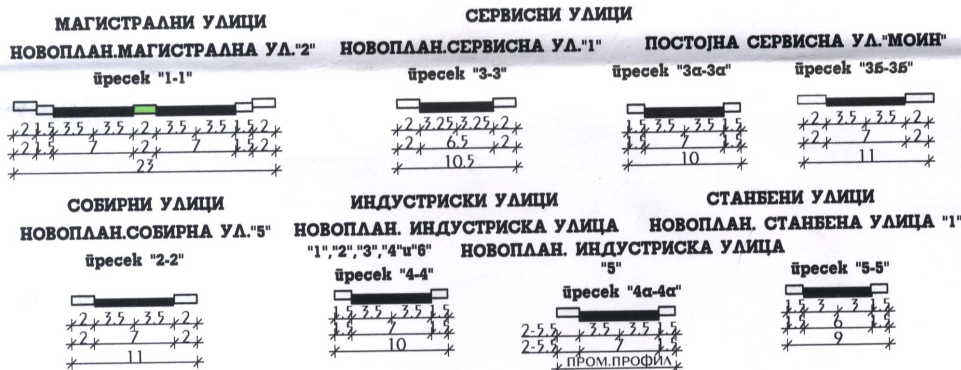 МАГИСТРАЛНИ УЛИЦИ
НОВОПЛАН.МАГИСТРАЛНА УЛ."2"
пресек "1-1"
2 1.5 3.5 3.5 2 3.5 3.5 1.5 2
2 1.5 7 2 7 1.5 2
23
СЕРВИСНИ УЛИЦИ
НОВОПЛАН.СЕРВИСНА УЛ."1"
пресек "3-3"
2 3.25 3.25 2
2 6.5 2
10.5
ПОСТОЈНА СЕРВИСНА УЛ."МОИН"
пресек "3а-3а"
1.5 3.5 3.5 1.5
1.5 7 1.5
10
пресек "3б-3б"
2 3.5 3.5 2
2 7 2
11
СОБИРНИ УЛИЦИ
НОВОПЛАН.СОБИРНА УЛ."5"
пресек "2-2"
2 3.5 3.5 2
2 7 2
11
ИНДУСТРИСКИ УЛИЦИ
НОВОПЛАН. ИНДУСТРИСКА УЛИЦА
"1","2","3","4"и"6"
пресек "4-4"
1.5 3.5 3.5 1.5
1.5 7 1.5
10
НОВОПЛАН. ИНДУСТРИСКА УЛИЦА
"5"
пресек "4а-4а"
2-5.5 3.5 3.5 1.5
2-5.5 7 1.5
ПРОМ.ПРОФИЛ
СТАНБЕНИ УЛИЦИ
НОВОПЛАН. СТАНБЕНА УЛИЦА "1"
пресек "5-5"
1.5 3 3 1.5
1.5 6 1.5
9